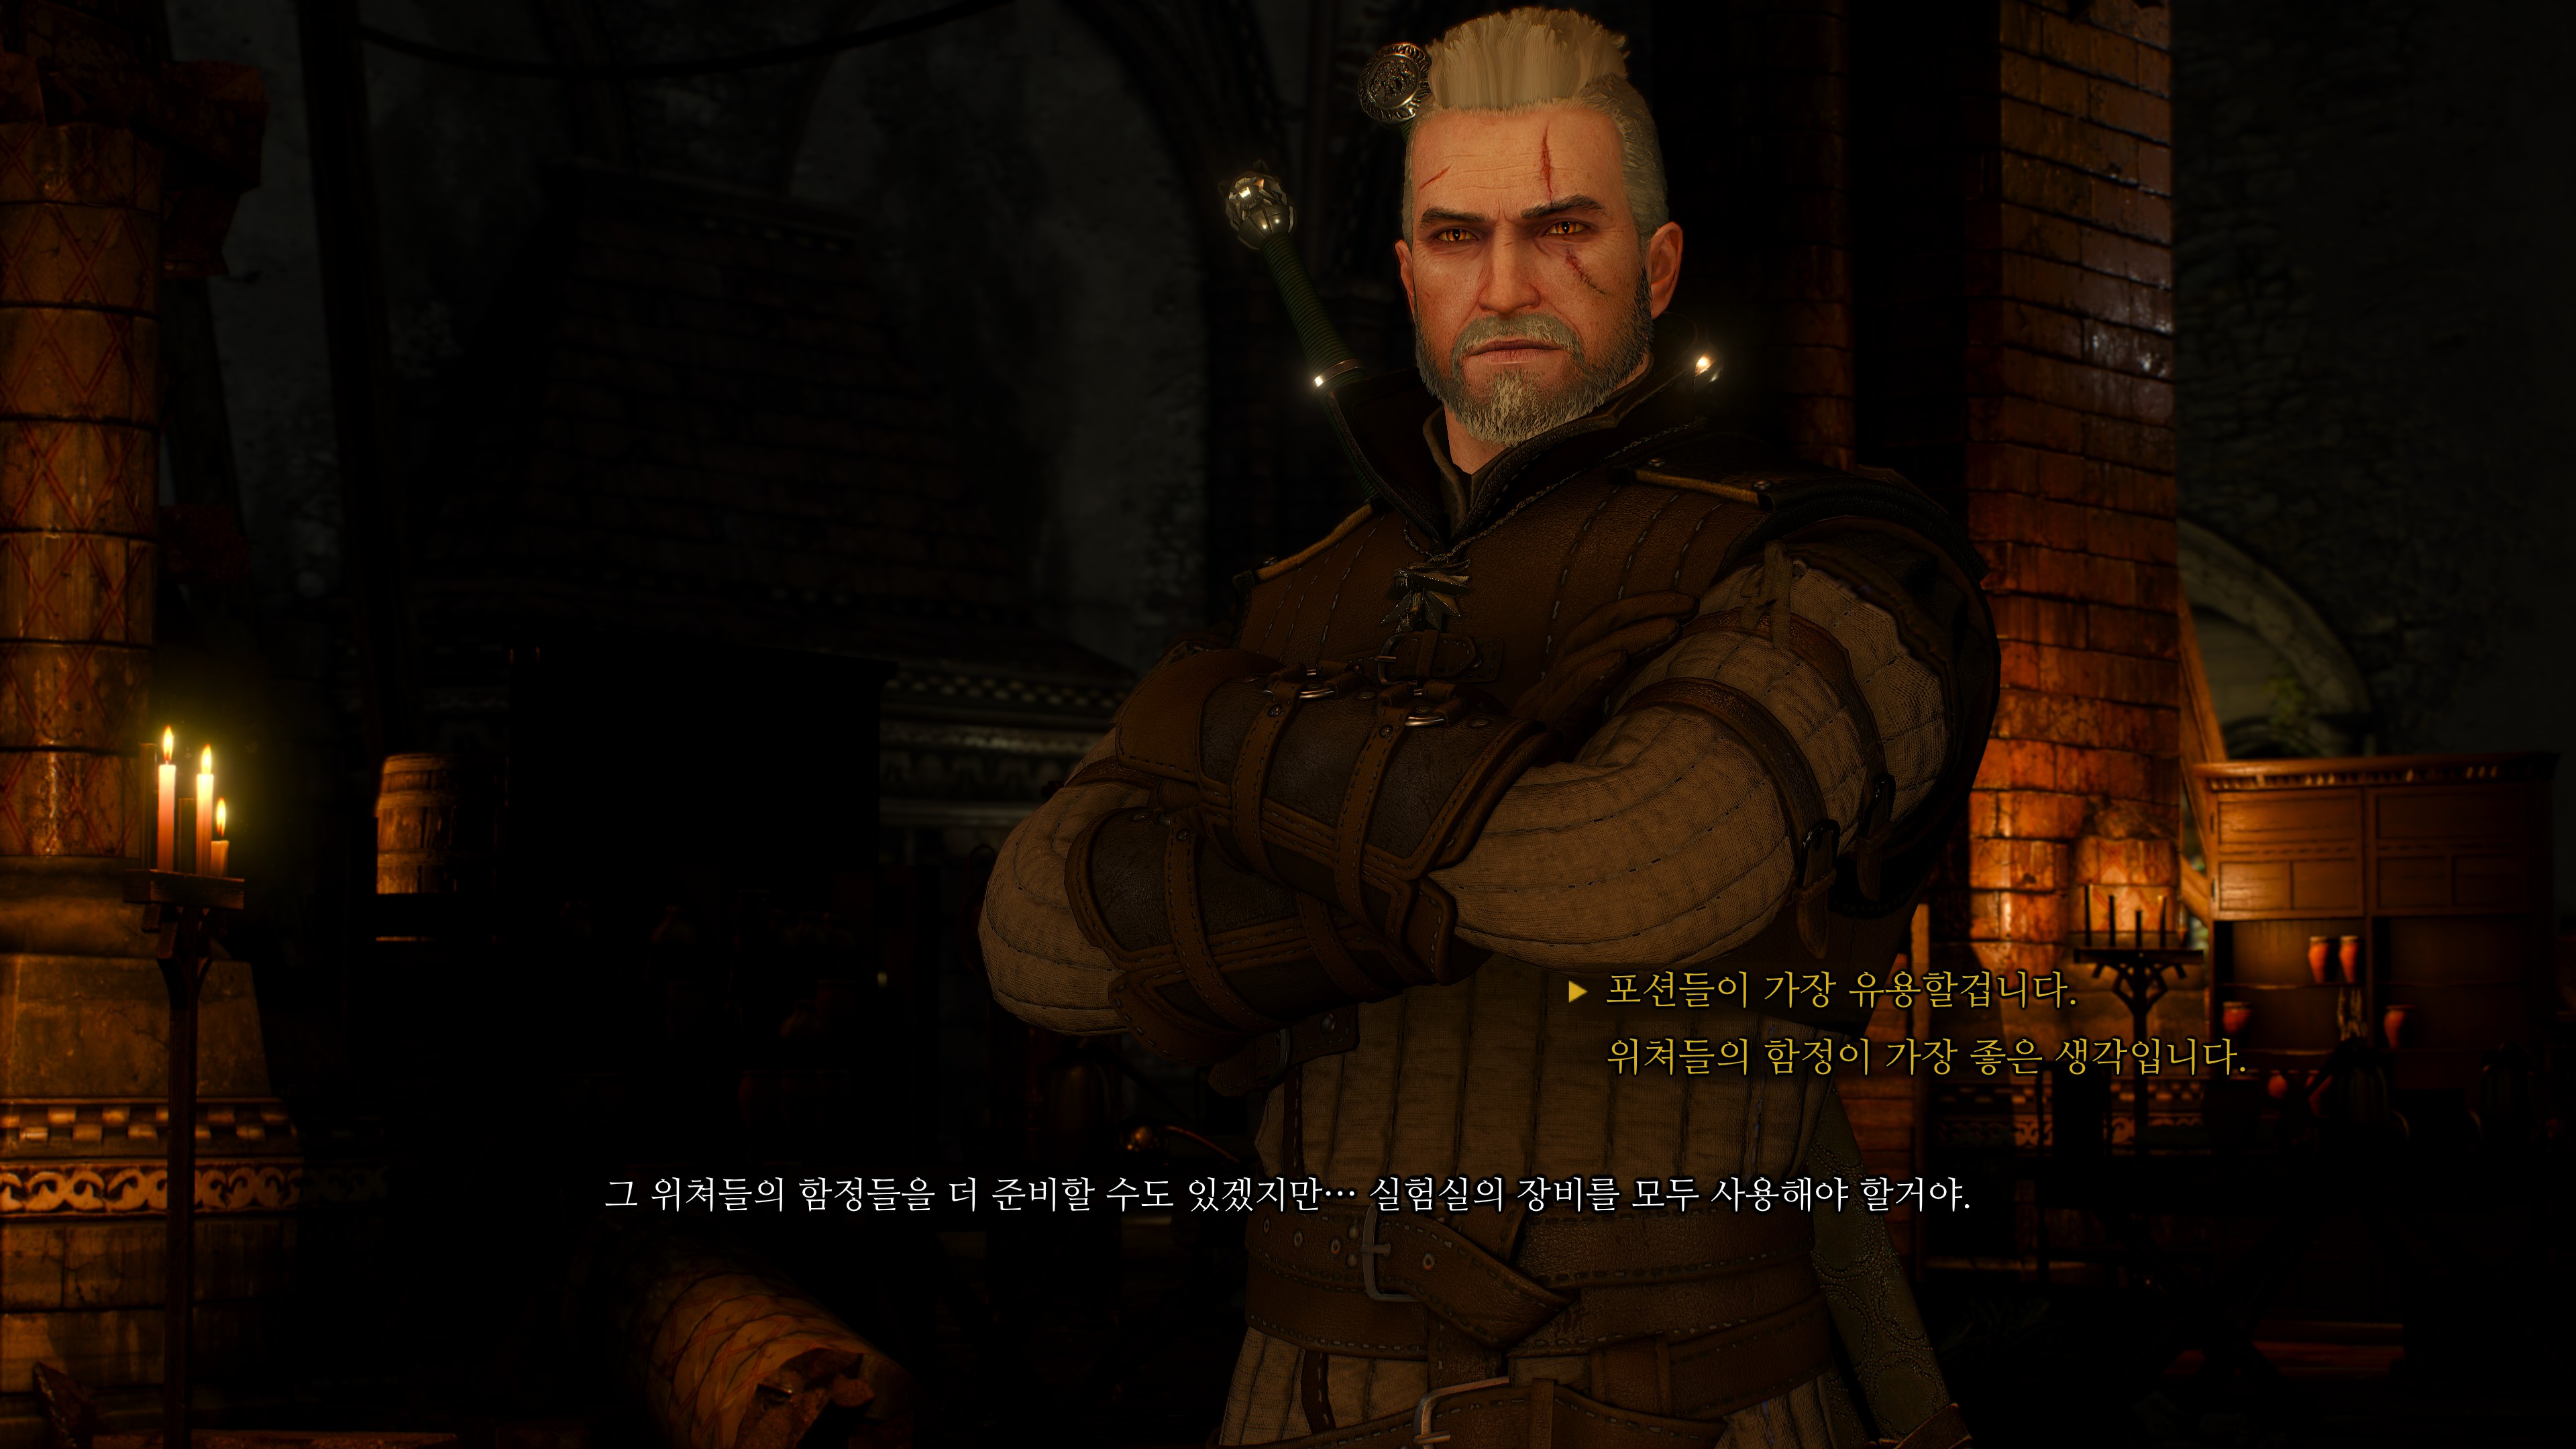 포션들이 가장 유용할겁니다.
위쳐들의 함정이 가장 좋은 생각입니다.
그 위쳐들의 함정들을 더 준비할 수도 있겠지만… 실험실의 장비를 모두 사용해야 할거야.